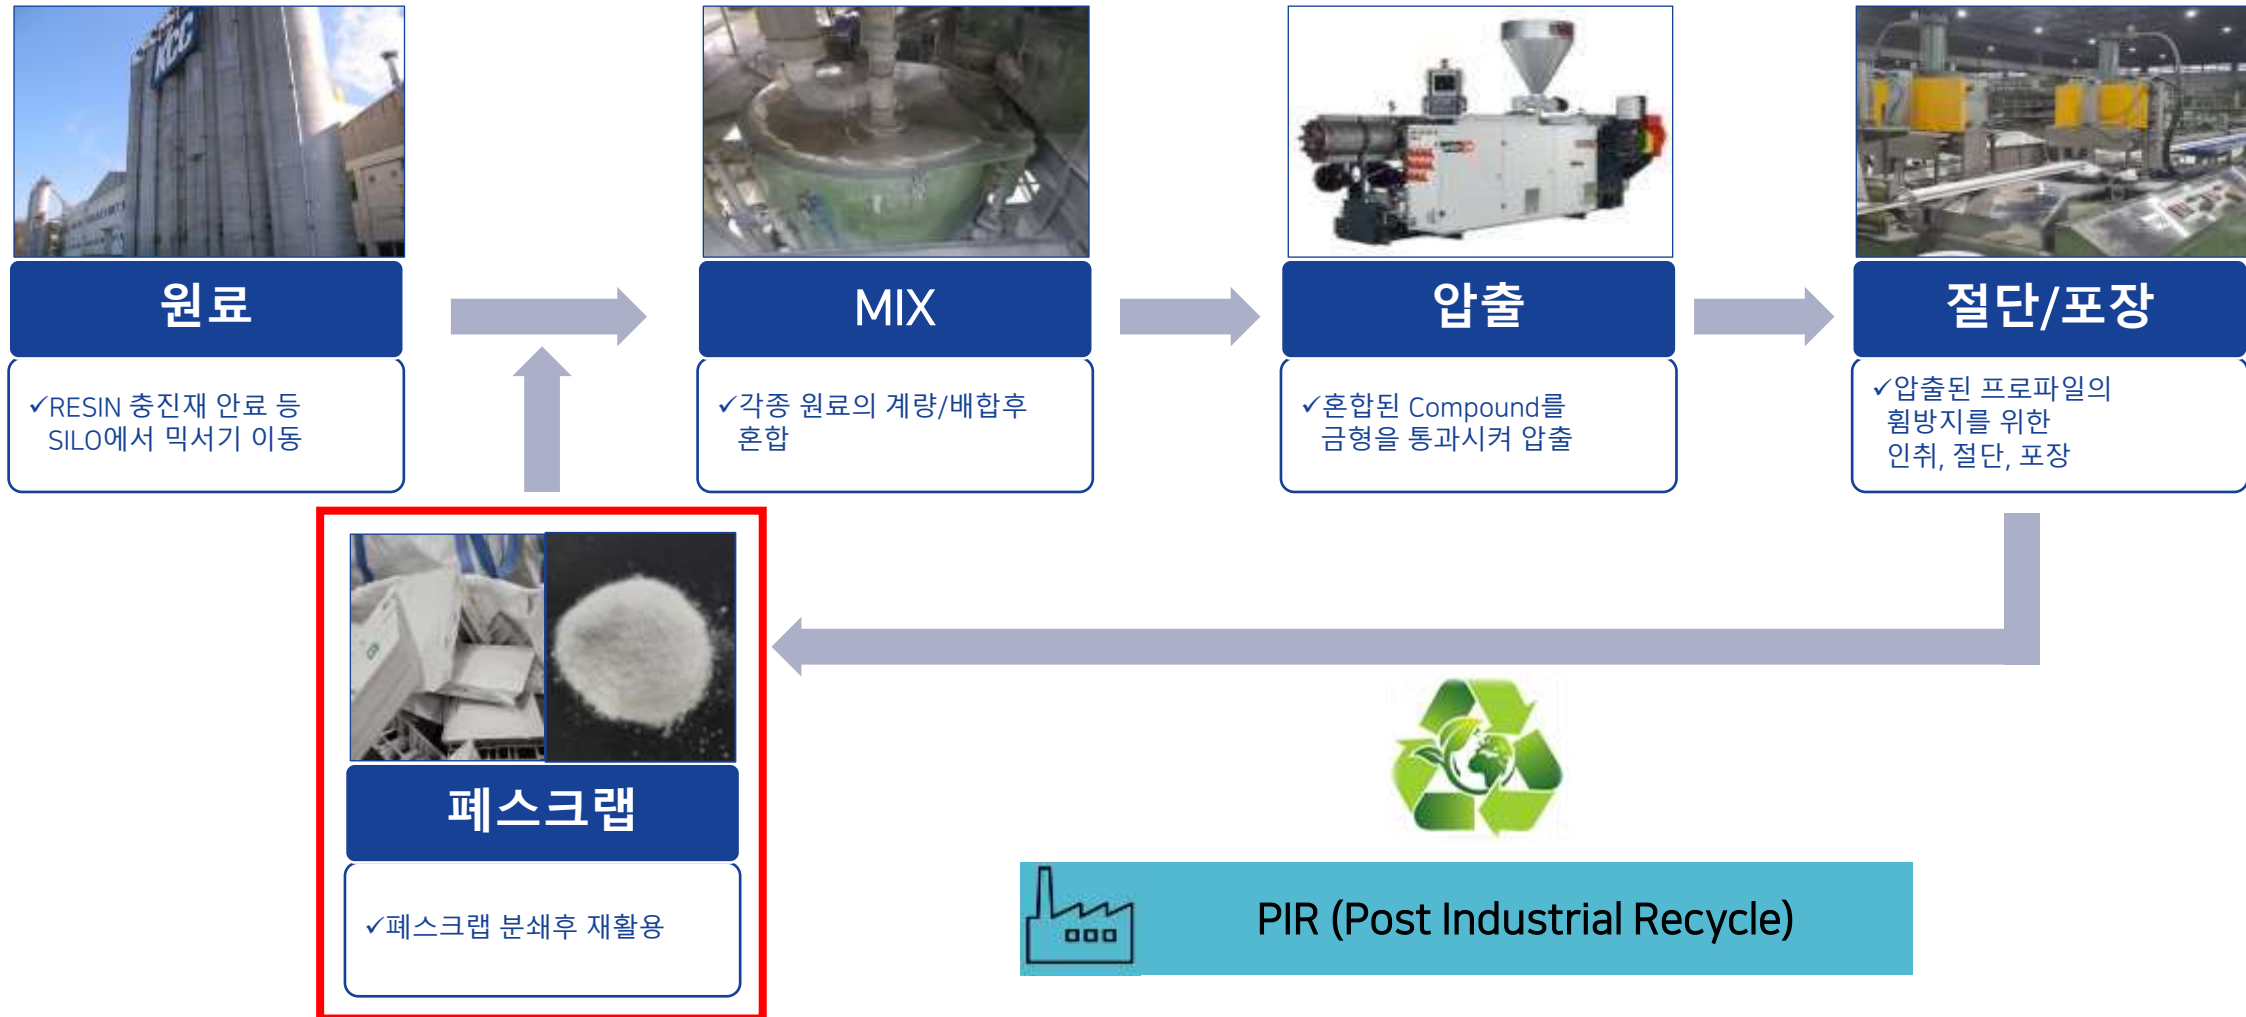 KCC
원료
MIX
압출
절단/포장
✓RESIN 충진재 안료 등
SILO에서 믹서기 이동
✓각종 원료의 계량/배합후
혼합
✓혼합된 Compound를
금형을 통과시켜 압출
✓압출된 프로파일의
휨방지를 위한
인취, 절단, 포장
폐스크랩
✓폐스크랩 분쇄후 재활용
PIR (Post Industrial Recycle)